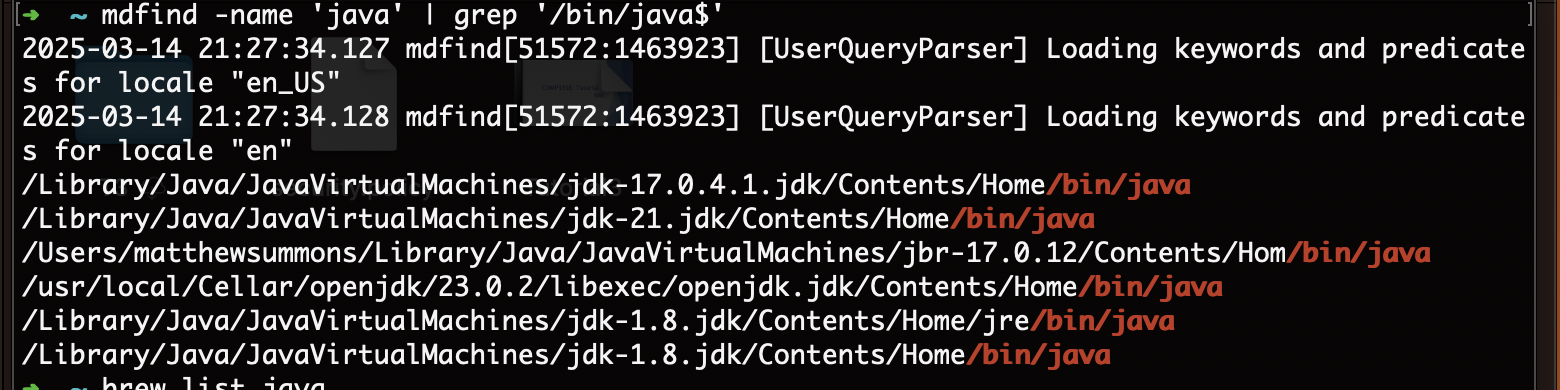 [➜  ~ mdfind -name 'java' | grep '/bin/java$' ]
2025-03-14 21:27:34.127 mdfind[51572:1463923] [UserQueryParser] Loading keywords and predicate
s for locale "en_US"
2025-03-14 21:27:34.128 mdfind[51572:1463923] [UserQueryParser] Loading keywords and predicate
s for locale "en"
/Library/Java/JavaVirtualMachines/jdk-17.0.4.1.jdk/Contents/Home/bin/java
/Library/Java/JavaVirtualMachines/jdk-21.jdk/Contents/Home/bin/java
/Users/matthewsummons/Library/Java/JavaVirtualMachines/jbr-17.0.12/Contents/Hom/bin/java
/usr/local/Cellar/openjdk/23.0.2/libexec/openjdk.jdk/Contents/Home/bin/java
/Library/Java/JavaVirtualMachines/jdk-1.8.jdk/Contents/Home/jre/bin/java
/Library/Java/JavaVirtualMachines/jdk-1.8.jdk/Contents/Home/bin/java
➜  ~ brew list java